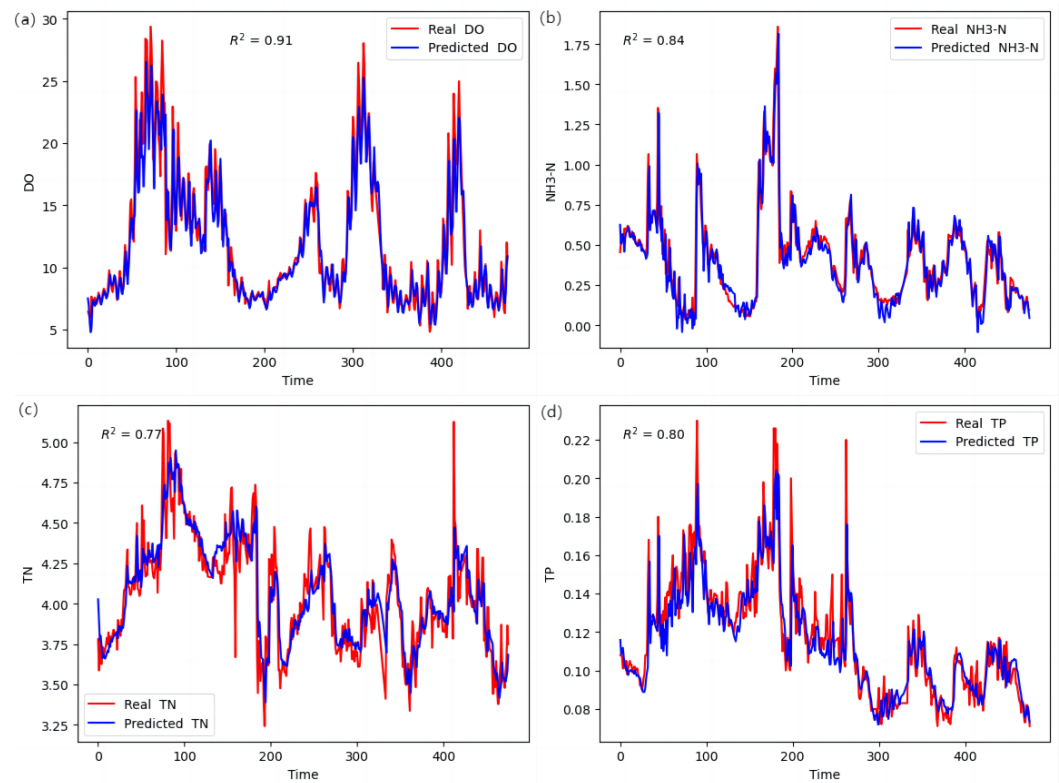 (a)
R² = 0.91
Real DO
Predicted DO
30
25
20
15
10
5
DO
0
100
200
300
400
Time
(b)
R² = 0.84
Real NH3-N
Predicted NH3-N
1.75
1.50
1.25
1.00
0.75
0.50
0.25
0.00
NH3-N
0
100
200
300
400
Time
(c)
R² = 0.77
5.00
4.75
4.50
4.25
4.00
3.75
3.50
3.25
TN
Real TN
Predicted TN
0
100
200
300
400
500
Time
(d)
R² = 0.80
Real TP
Predicted TP
0.22
0.20
0.18
0.16
0.14
0.12
0.10
0.08
TP
0
100
200
300
400
Time